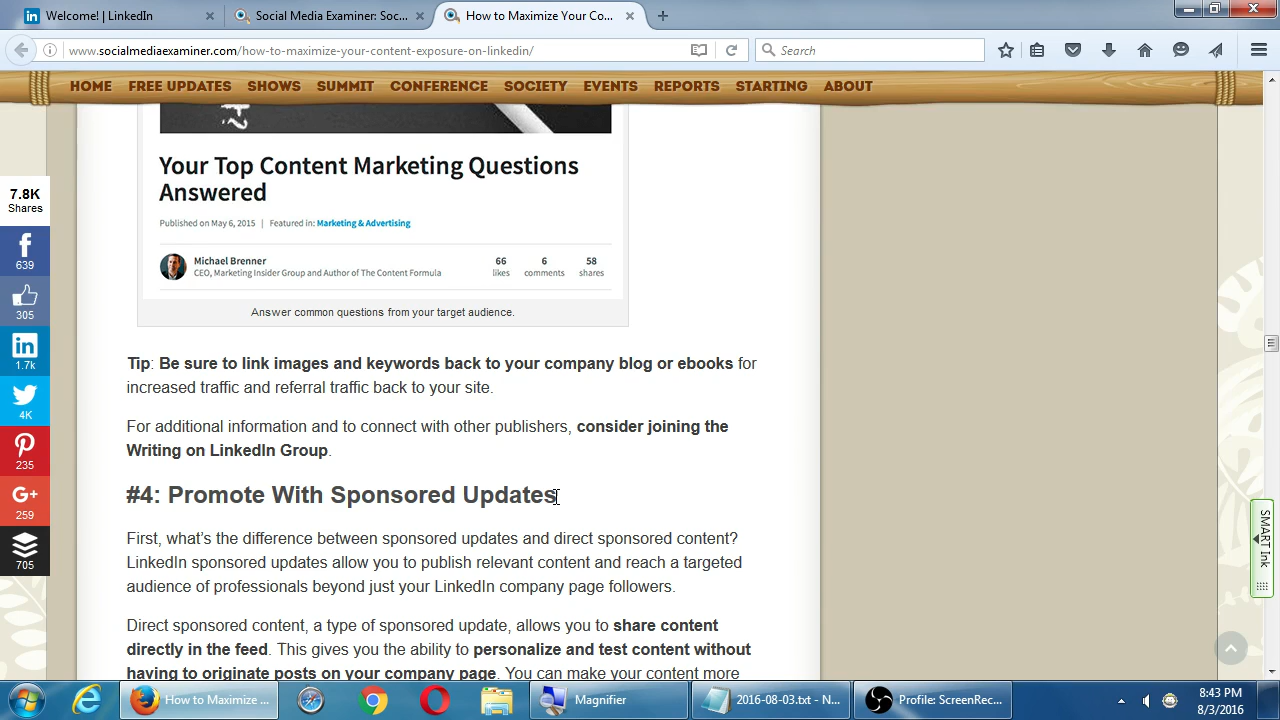 Welcome! | LinkedIn
Social Media Examiner: Soc...
How to Maximize Your Co...
www.socialmediaexaminer.com/how-to-maximize-your-content-exposure-on-linkedin/
Search
HOME FREE UPDATES SHOWS SUMMIT CONFERENCE SOCIETY EVENTS REPORTS STARTING ABOUT
Your Top Content Marketing Questions
Answered
Published on May 6, 2015 | Featured in: Marketing & Advertising
Michael Brenner
CEO, Marketing Insider Group and Author of The Content Formula
66 likes
6 comments
58 shares
Answer common questions from your target audience.
7.8K
Shares
639
305
1.7k
4K
235
259
705
Tip: Be sure to link images and keywords back to your company blog or ebooks for
increased traffic and referral traffic back to your site.
For additional information and to connect with other publishers, consider joining the
Writing on LinkedIn Group.
#4: Promote With Sponsored Updates
First, what’s the difference between sponsored updates and direct sponsored content?
LinkedIn sponsored updates allow you to publish relevant content and reach a targeted
audience of professionals beyond just your LinkedIn company page followers.
Direct sponsored content, a type of sponsored update, allows you to share content
directly in the feed. This gives you the ability to personalize and test content without
having to originate posts on your company page. You can make your content more
SMART Ink
How to Maximize ...
Magnifier
2016-08-03.txt - N...
Profile: ScreenRec...
8:43 PM
8/3/2016